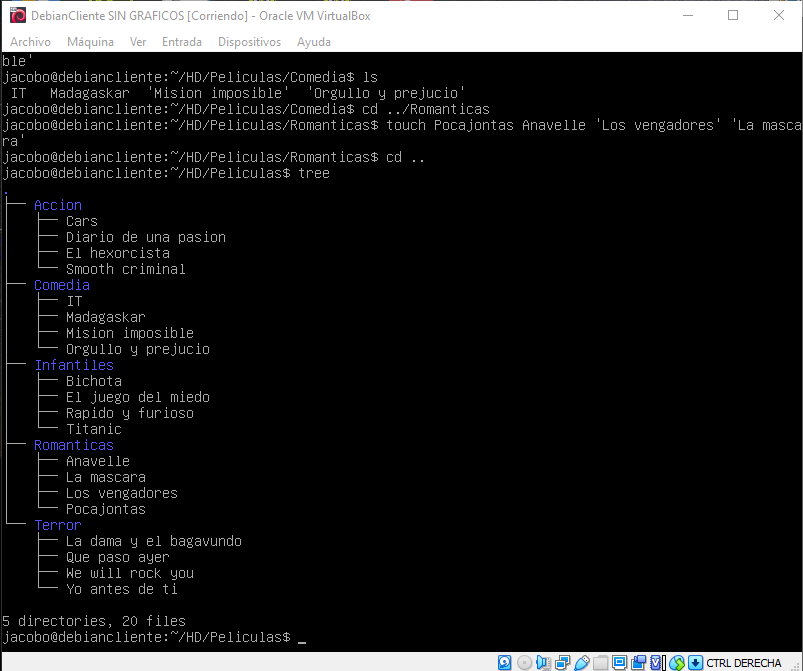 DebianCliente SIN GRAFICOS [Corriendo] - Oracle VM VirtualBox
Archivo Máquina Ver Entrada Dispositivos Ayuda
ble'
jacobo@debiancliente:~/HD/Peliculas/Comedia$ ls
IT Madagaskar 'Mision imposible' 'Orgullo y prejucio'
jacobo@debiancliente:~/HD/Peliculas/Comedia$ cd ../Romanticas
jacobo@debiancliente:~/HD/Peliculas/Romanticas$ touch Pocajontas Anavelle 'Los vengadores' 'La masca
ra'
jacobo@debiancliente:~/HD/Peliculas/Romanticas$ cd ..
jacobo@debiancliente:~/HD/Peliculas$ tree
.
├── Accion
│   ├── Cars
│   ├── Diario de una pasion
│   ├── El hexorcista
│   └── Smooth criminal
├── Comedia
│   ├── IT
│   ├── Madagaskar
│   ├── Mision imposible
│   └── Orgullo y prejucio
├── Infantiles
│   ├── Bichota
│   ├── El juego del miedo
│   ├── Rapido y furioso
│   └── Titanic
├── Romanticas
│   ├── Anavelle
│   ├── La mascara
│   ├── Los vengadores
│   └── Pocajontas
└── Terror
    ├── La dama y el bagavundo
    ├── Que paso ayer
    ├── We will rock you
    └── Yo antes de ti
5 directories, 20 files
jacobo@debiancliente:~/HD/Peliculas$ _
CTRL DERECHA